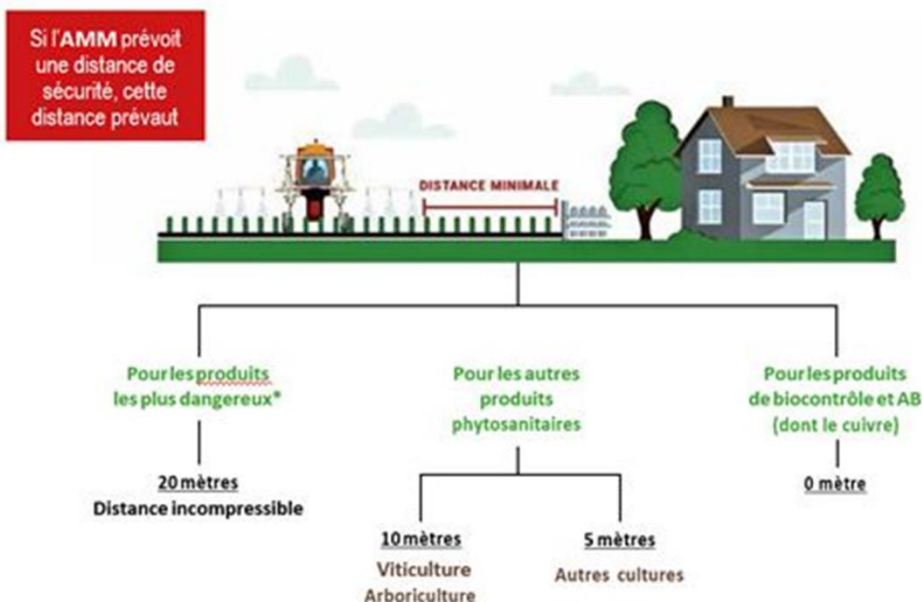 Si l'AMM prévoit
une distance de
sécurité, cette
distance prévaut
DISTANCE MINIMALE
Pour les produits
les plus dangereux*
20 mètres
Distance incompressible
Pour les autres
produits
phytosanitaires
10 mètres
Viticulture
Arboriculture
5 mètres
Autres cultures
Pour les produits
de biocontrôle et AB
(dont le cuivre)
0 mètre